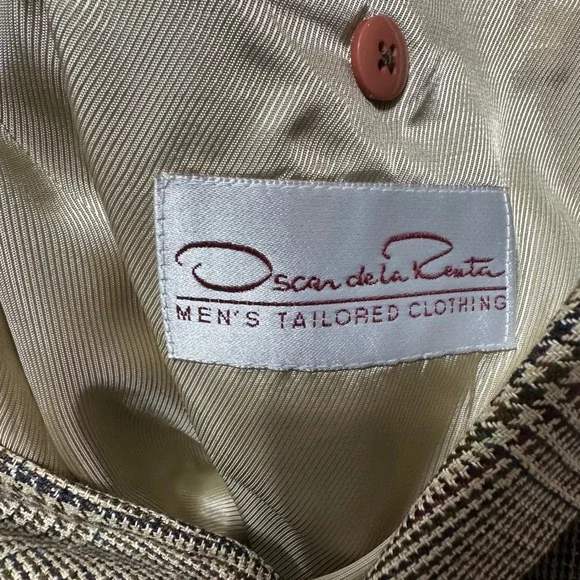 Oscar de la Renta
MEN'S TAILORED CLOTHING